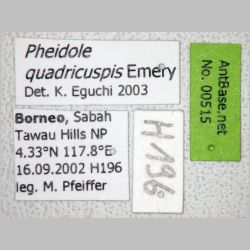 Pheidole
quadricuspis Emery
Det. K. Eguchi 2003
Borneo, Sabah
Tawau Hills NP
4.33°N 117.8°E
16.09.2002 H196
leg. M. Pfeiffer
H196
AntBase.net
No. 00515